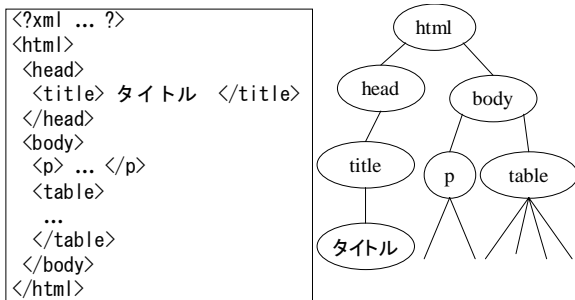 <?xml … ?>
<html>
<head>
<title> タイトル </title>
</head>
<body>
<p> … </p>
<table>
…
</table>
</body>
</html>
html
head
body
title
p
table
タイトル